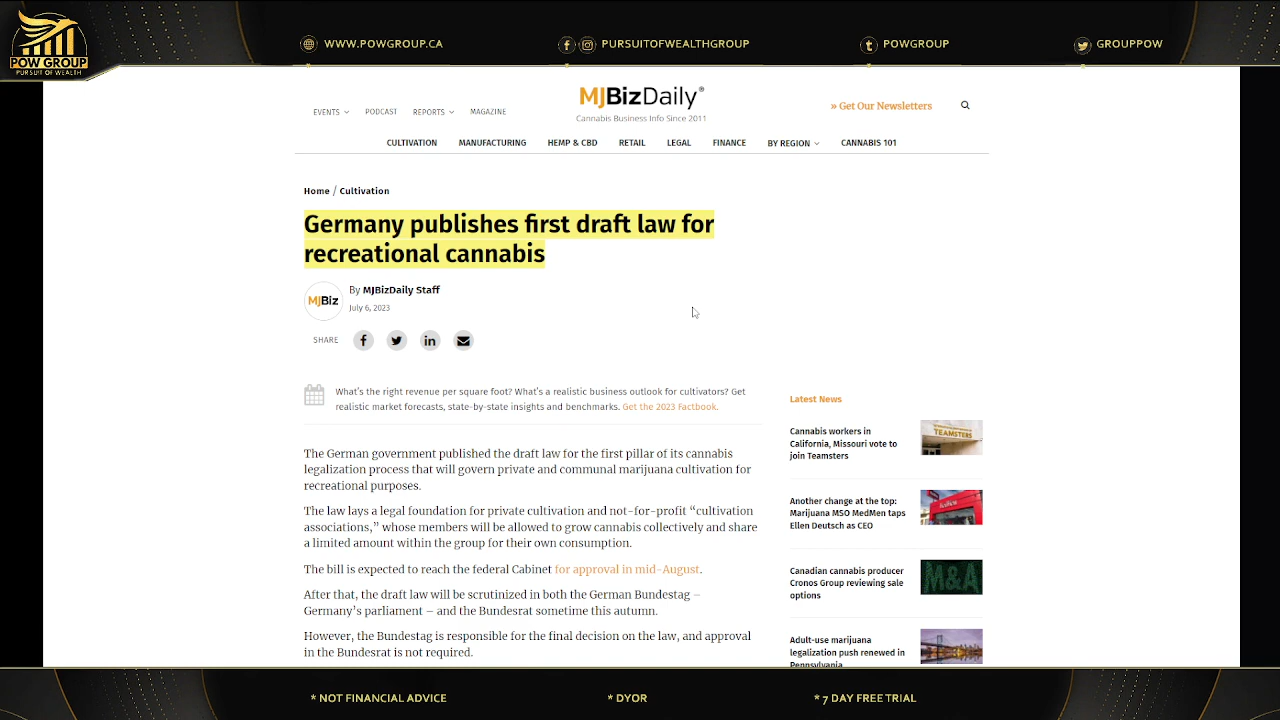 POW GROUP
PURSUIT OF WEALTH
WWW.POWGROUP.CA
PURSUITOFWEALTHGROUP
POWGROUP
GROUPPOW
EVENTS
PODCAST
REPORTS
MAGAZINE
MJBizDaily®
Cannabis Business Info Since 2011
» Get Our Newsletters
CULTIVATION
MANUFACTURING
HEMP & CBD
RETAIL
LEGAL
FINANCE
BY REGION
CANNABIS 101
Home / Cultivation
Germany publishes first draft law for
recreational cannabis
MJBiz
By MJBizDaily Staff
July 6, 2023
SHARE
What's the right revenue per square foot? What's a realistic business outlook for cultivators? Get
realistic market forecasts, state-by-state insights and benchmarks. Get the 2023 Factbook.
The German government published the draft law for the first pillar of its cannabis
legalization process that will govern private and communal marijuana cultivation for
recreational purposes.
The law lays a legal foundation for private cultivation and not-for-profit “cultivation
associations,” whose members will be allowed to grow cannabis collectively and share
a limited amount within the group for their own consumption.
The bill is expected to reach the federal Cabinet for approval in mid-August.
After that, the draft law will be scrutinized in both the German Bundestag –
Germany’s parliament – and the Bundesrat sometime this autumn.
However, the Bundestag is responsible for the final decision on the law, and approval
in the Bundesrat is not required.
Latest News
Cannabis workers in
California, Missouri vote to
join Teamsters
TEAMSTERS
Another change at the top:
Marijuana MSO MedMen taps
Ellen Deutsch as CEO
Canadian cannabis producer
Cronos Group reviewing sale
options
M&A
Adult-use marijuana
legalization push renewed in
Pennsylvania
* NOT FINANCIAL ADVICE
* DYOR
* 7 DAY FREE TRIAL